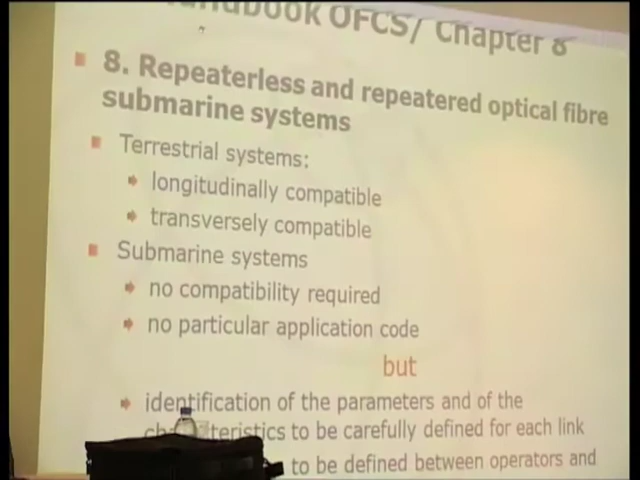 Handbook OFCS/ Chapter 8
8. Repeaterless and repeatered optical fibre
submarine systems
Terrestrial systems:
longitudinally compatible
transversely compatible
Submarine systems
no compatibility required
no particular application code
but
identification of the parameters and of the
characteristics to be carefully defined for each link
to be defined between operators and